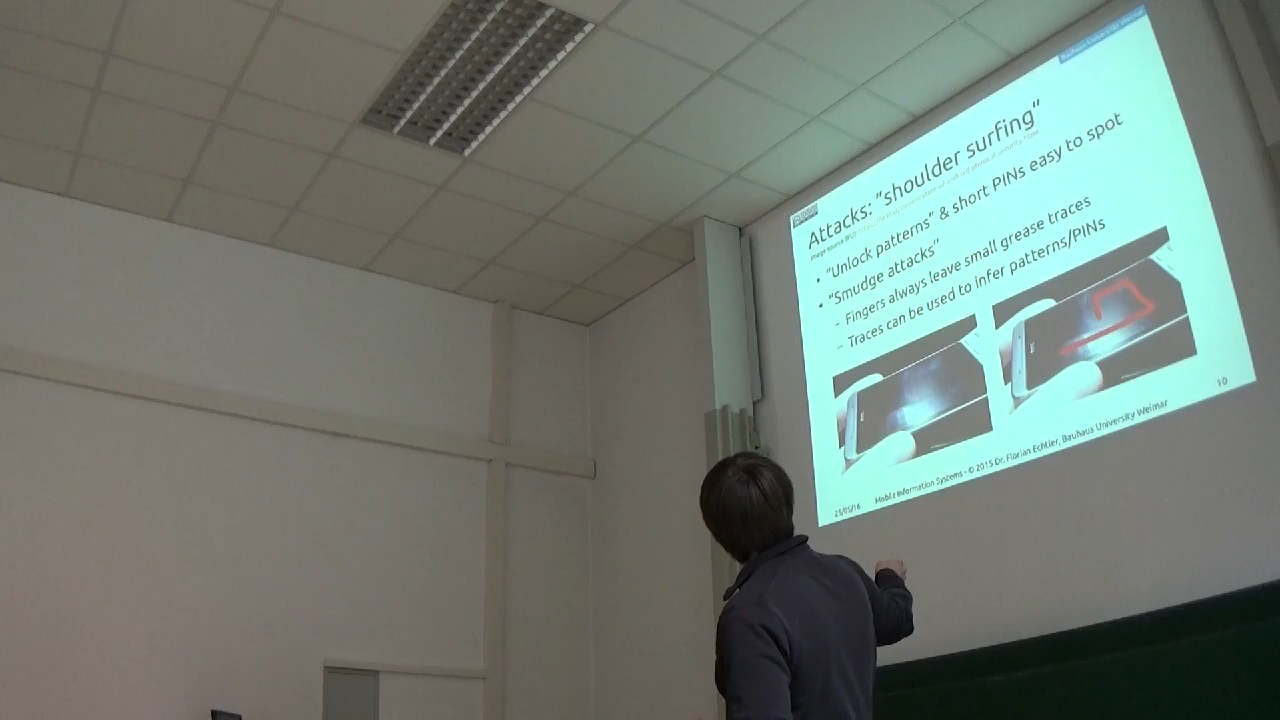 Attacks: "shoulder surfing"
• "Unlock patterns" & short PINs easy to spot
• "Smudge attacks"
– Fingers always leave small grease traces
– Traces can be used to infer patterns/PINs
25/05/16
Mobile Information Systems - © 2015 Dr. Florian Echtler, Bauhaus University Weimar
10